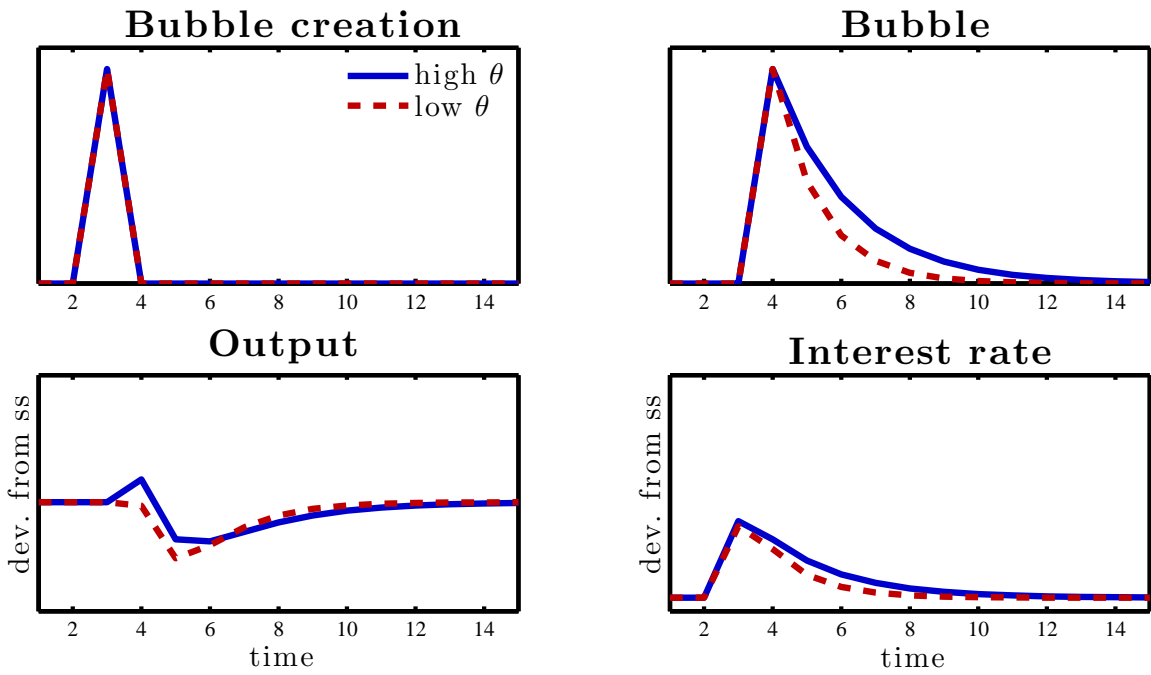 Bubble creation
high θ
low θ
2 4 6 8 10 12 14
Bubble
2 4 6 8 10 12 14
Output
dev. from ss
2 4 6 8 10 12 14
time
Interest rate
dev. from ss
2 4 6 8 10 12 14
time